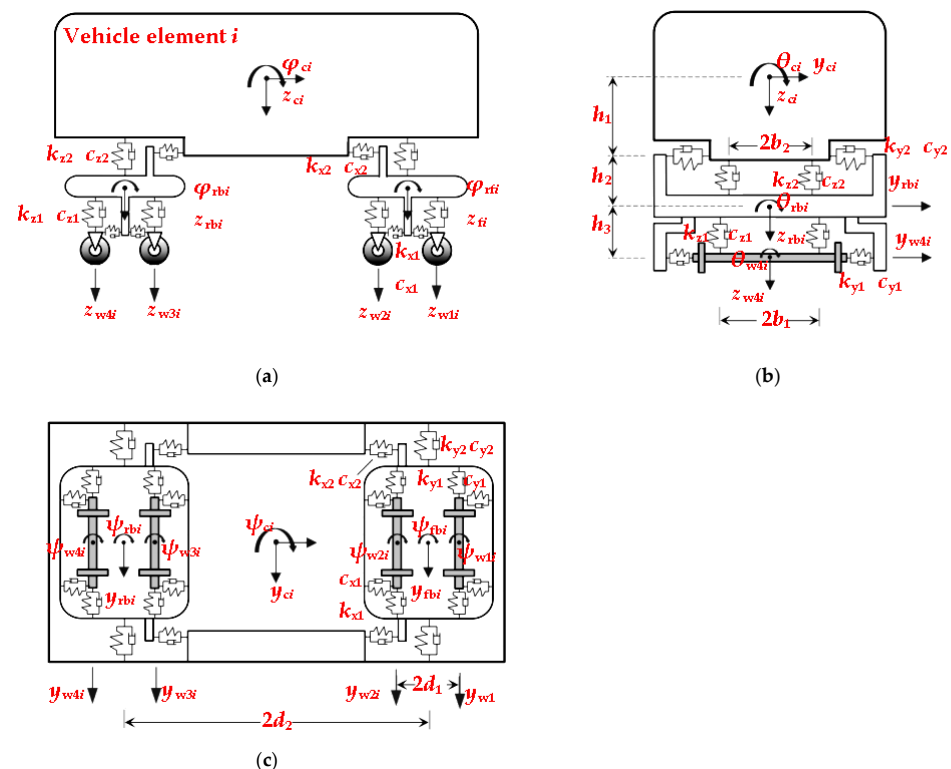 Vehicle element i
φci
zci
kz2 cz2
kx2 cx2
φrbi
φrfi
kz1 cz1
zrbi
zfi
kx1
cx1
zw4i zw3i zw2i zw1i
(a)
θci
yci
zci
h1
2b2
ky2 cy2
h2
kz2 cz2
yrbi
θrbi
h3
kz1 cz1
zrbi
yw4i
θw4i
ky1 cy1
zw4i
2b1
(b)
ky2 cy2
kx2 cx2
ky1 cy1
ψrbi
ψci
ψfbi
ψw4i
ψw3i
ψw2i
ψw1i
yrbi
yci
cx1
yfbi
kx1
yw4i yw3i yw2i 2d1 yw1
2d2
(c)